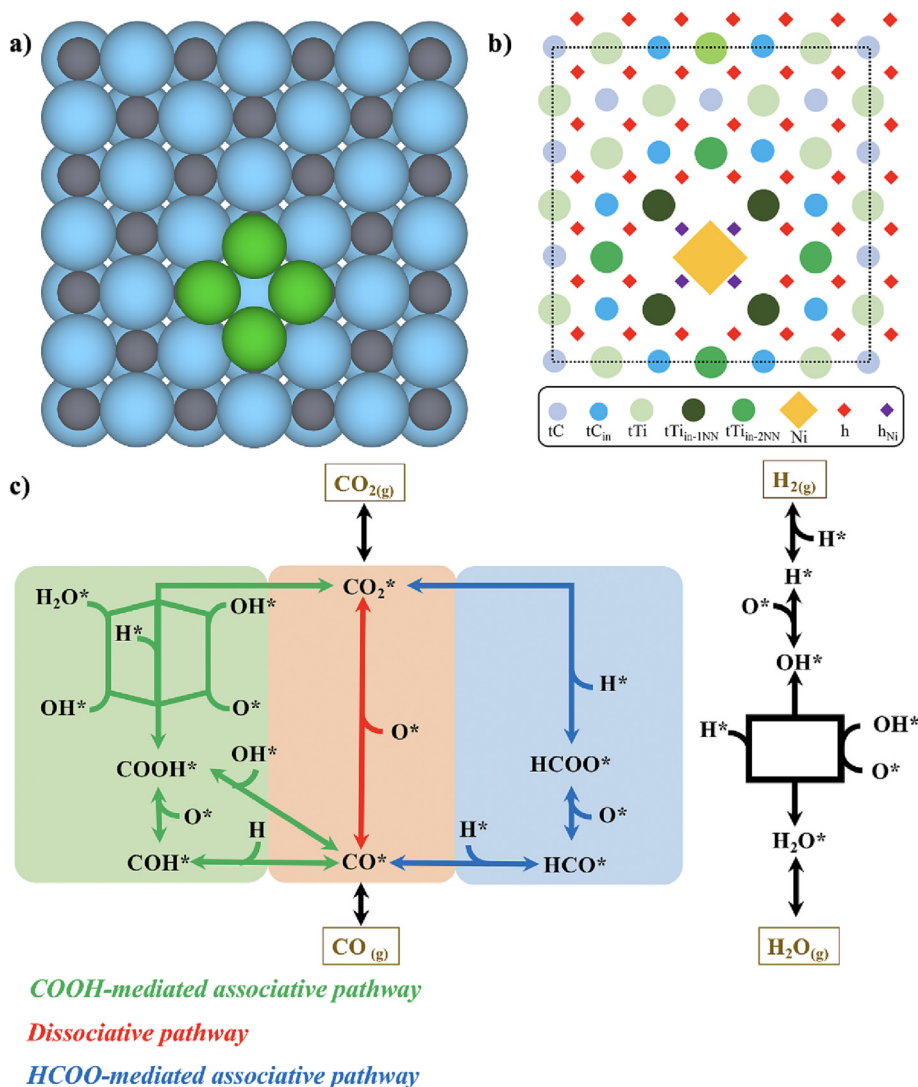 a)
b)
tC tC_in tTi tTi_in-1NN tTi_in-2NN Ni h h_Ni
c)
CO2(g)
H2(g)
H*
H*
CO2*
H2O*
OH*
H*
O*
OH*
OH*
O*
H*
O*
H*
OH*
O*
COOH*
OH*
HCOO*
O*
H
H*
O*
H2O*
COH*
CO*
HCO*
CO (g)
H2O(g)
COOH-mediated associative pathway
Dissociative pathway
HCOO-mediated associative pathway